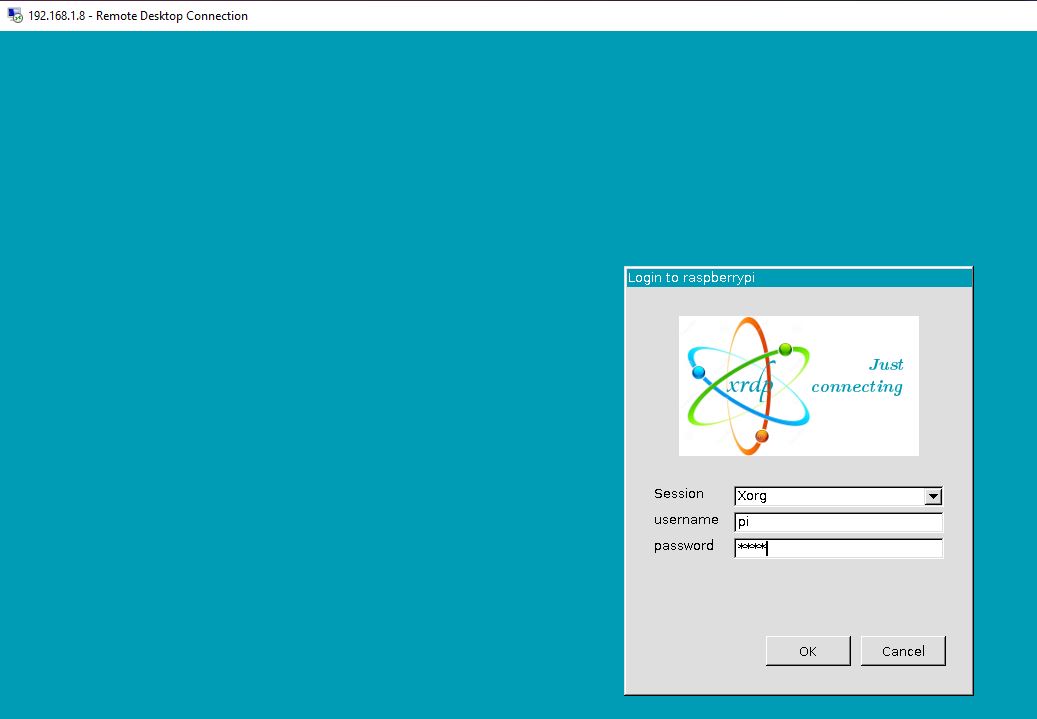 192.168.1.8 - Remote Desktop Connection
Login to raspberrypi
xrdp
Just
connecting
Session Xorg
username pi
password *****
OK Cancel